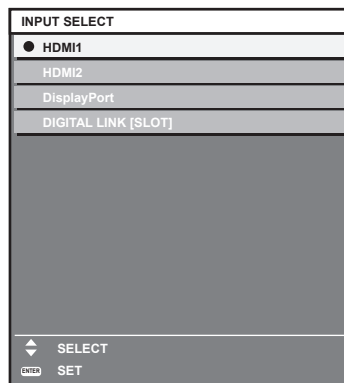 INPUT SELECT
HDMI1
HDMI2
DisplayPort
DIGITAL LINK [SLOT]
SELECT
ENTER SET